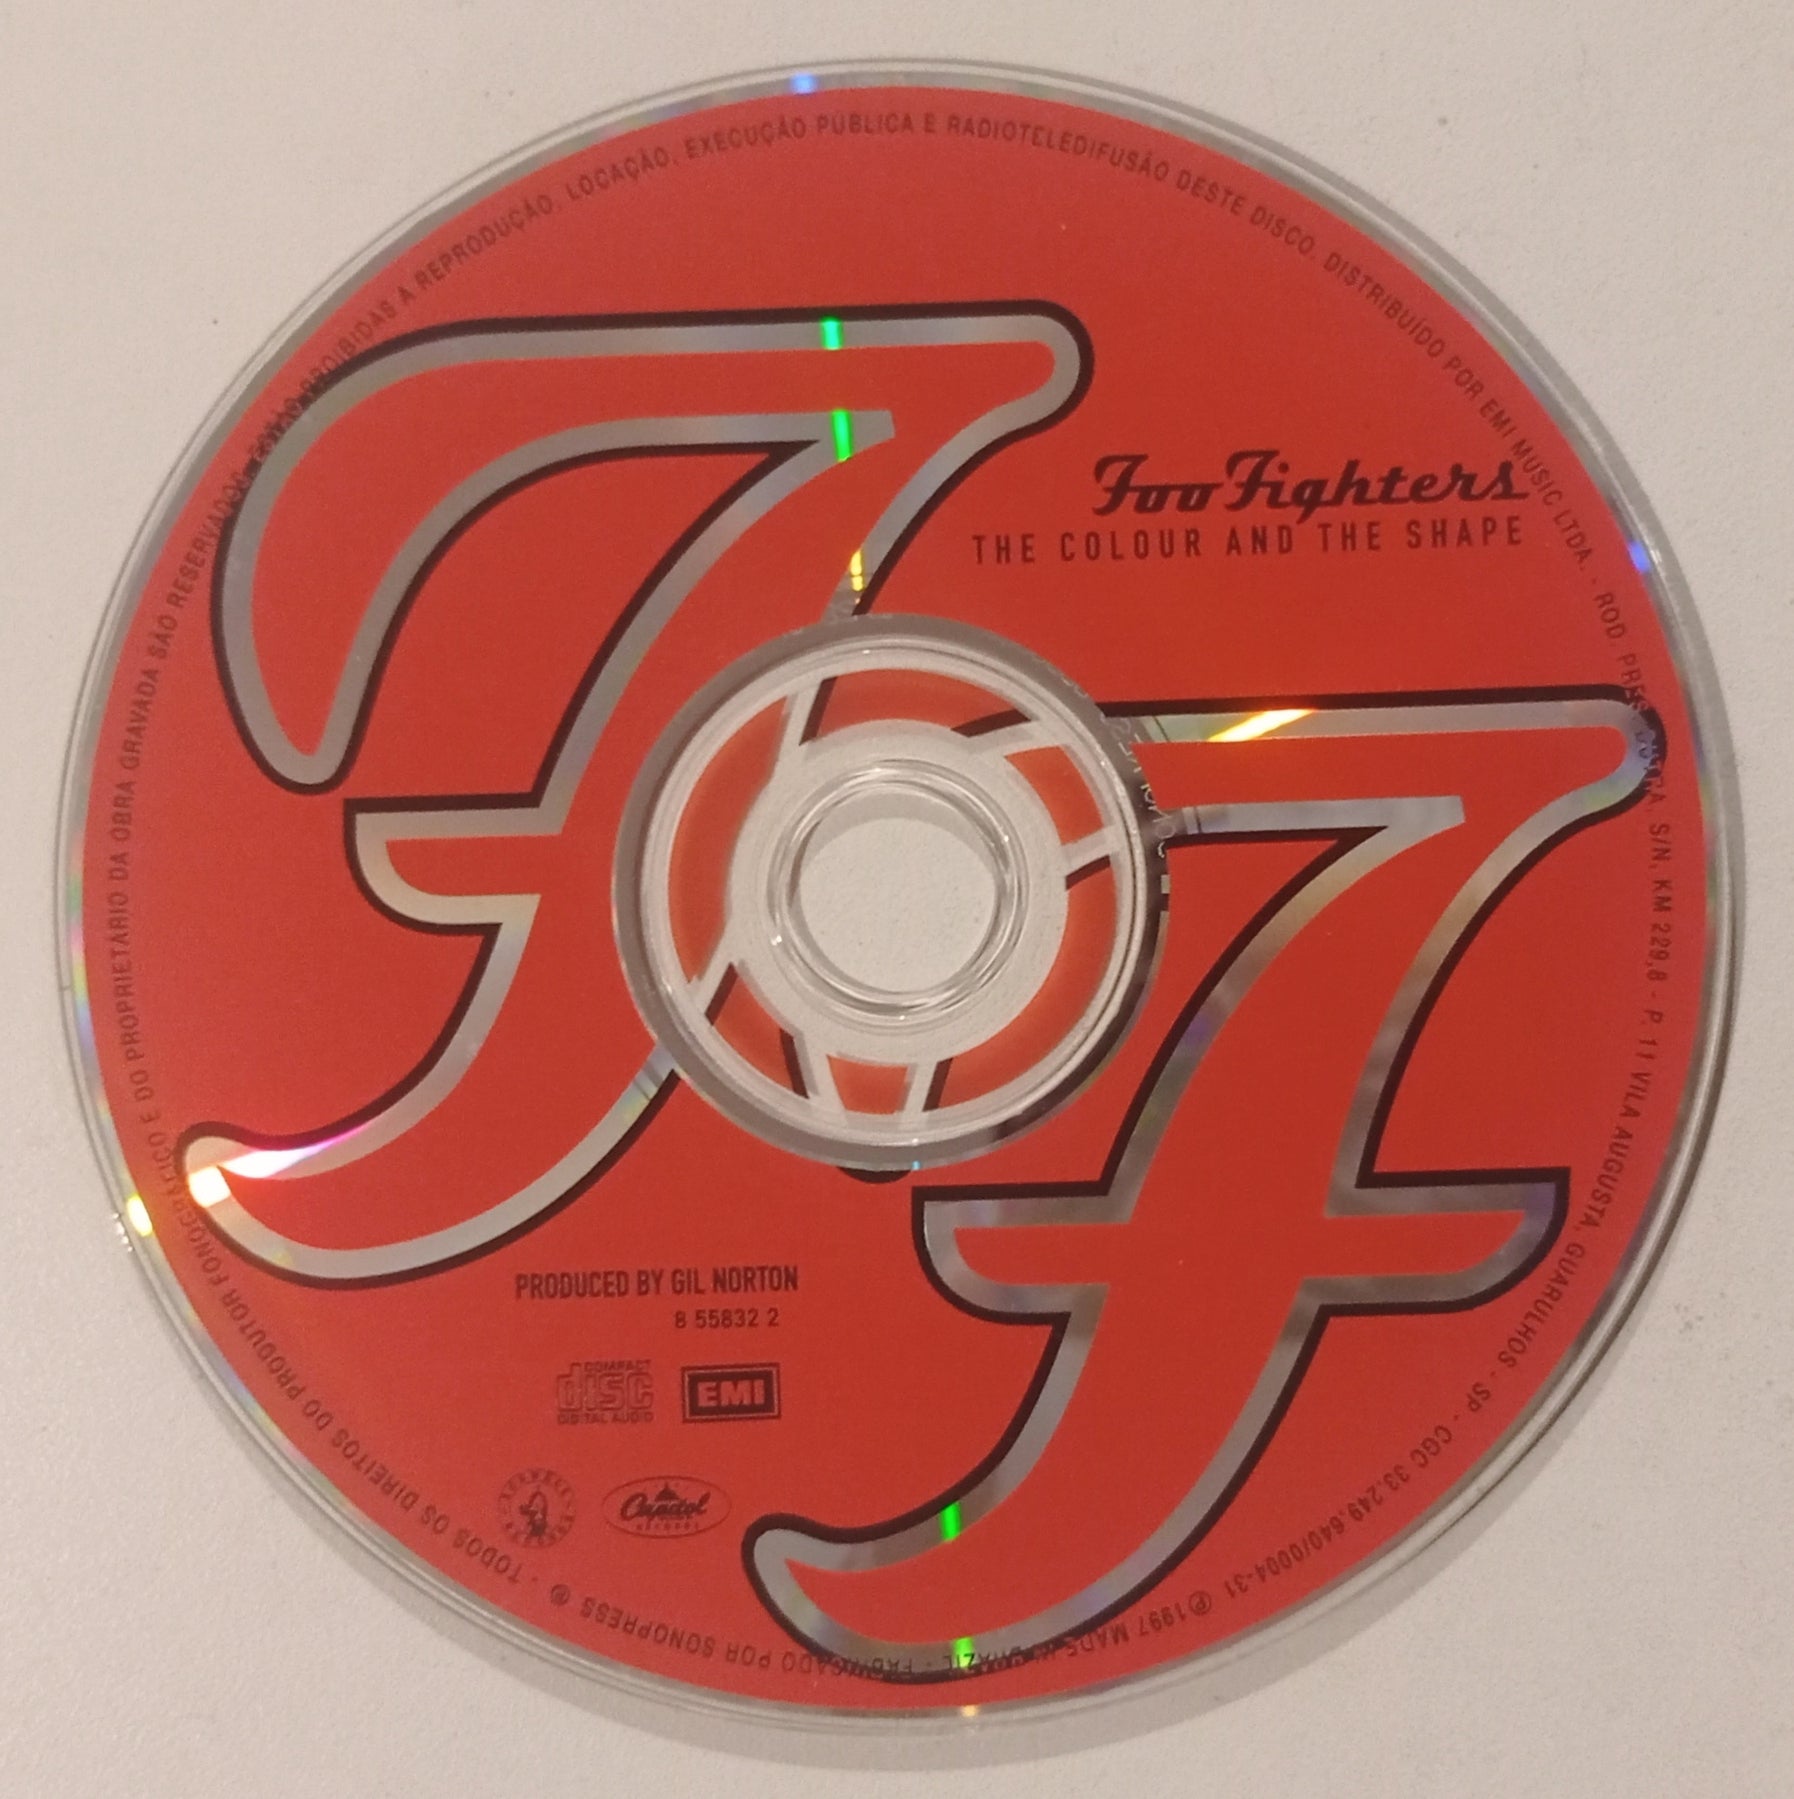 Foo Fighters
THE COLOUR AND THE SHAPE
PRODUCED BY GIL NORTON
8 55832 2
COMPACT
disc
DIGITAL AUDIO
EMI
Capitol
RECORDS
TODOS OS DIREITOS DO PRODUTOR FONOGRÁFICO E DO PROPRIETÁRIO DA OBRA GRAVADA SÃO RESERVADOS. SÃO PROIBIDAS A REPRODUÇÃO, LOCAÇÃO, EXECUÇÃO PÚBLICA E RADIOTELEDIFUSÃO DESTE DISCO. DISTRIBUÍDO POR EMI MUSIC LTDA. - ROD. PRES. DUTRA, S/N, KM 229,8 - P. 11 VILA AUGUSTA, GUARULHOS - SP - CGC 33.249.640/0004-31 ℗1997 MADE IN BRAZIL - FABRICADO POR SONOPRESS ® -